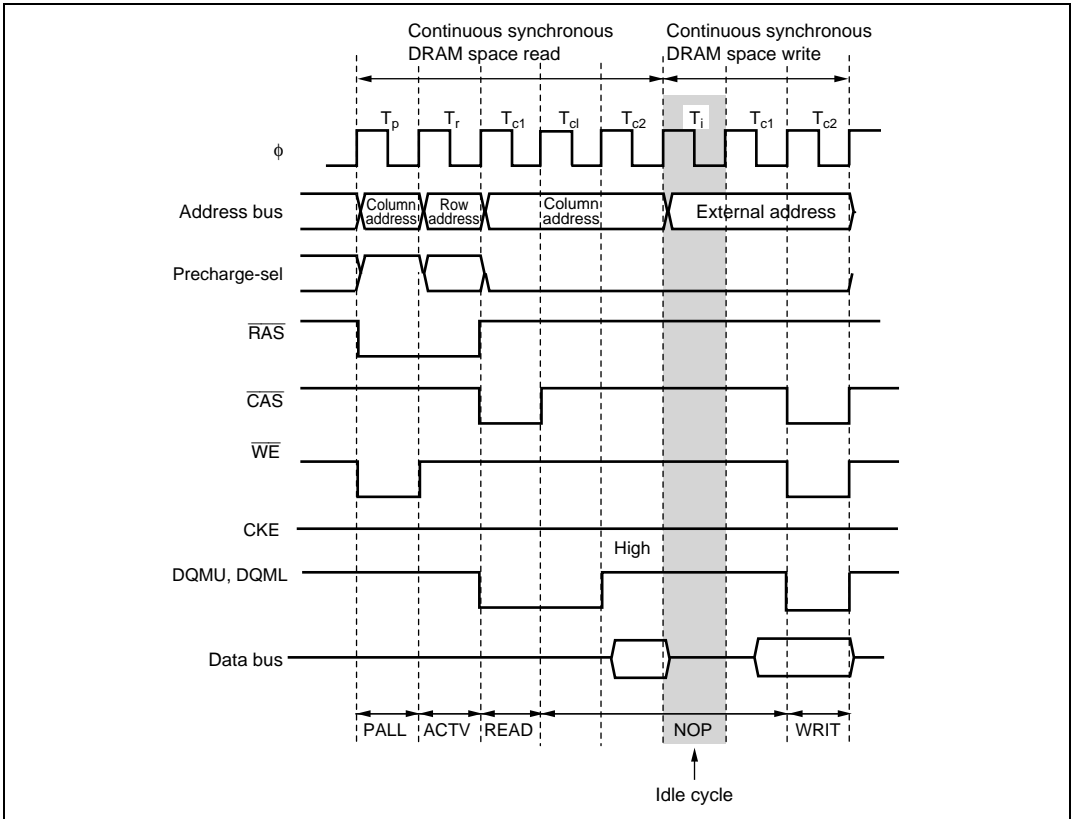 Continuous synchronous
DRAM space read
Continuous synchronous
DRAM space write
Tp Tr Tc1 Tcl Tc2 Ti Tc1 Tc2
ϕ
Address bus
Column
address
Row
address
Column
address
External address
Precharge-sel
RAS
CAS
WE
CKE
High
DQMU, DQML
Data bus
PALL ACTV READ NOP WRIT
Idle cycle